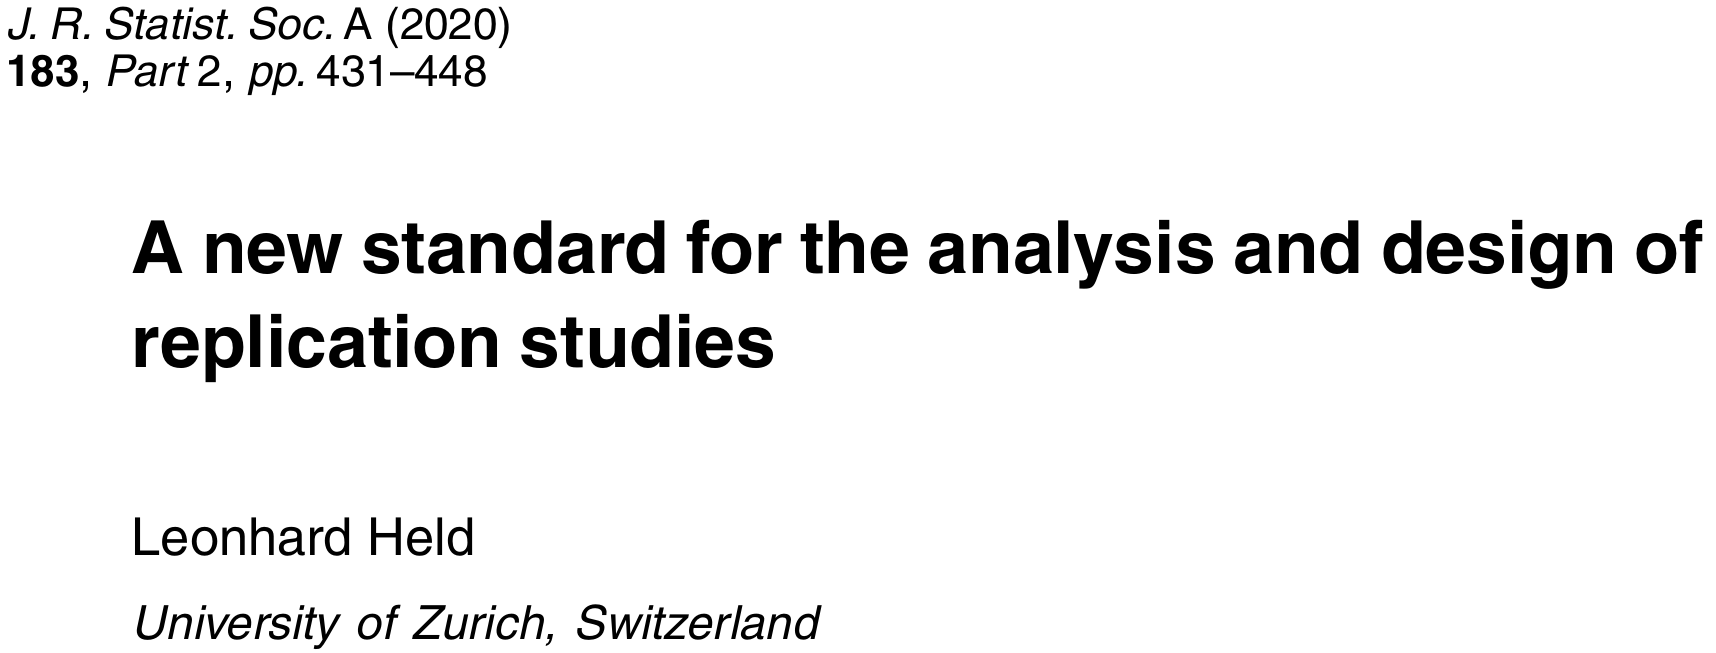 J. R. Statist. Soc. A (2020)
183, Part 2, pp. 431–448
A new standard for the analysis and design of
replication studies
Leonhard Held
University of Zurich, Switzerland